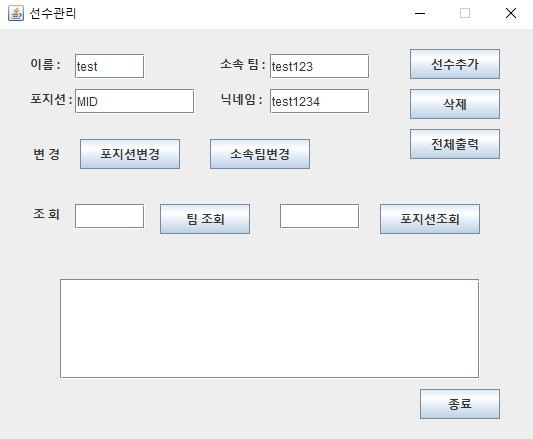 선수관리
이름 : test 소속 팀 : test123 선수추가
포지션 : MID 닉네임 : test1234 삭제
전체출력
변 경 포지션변경 소속팀변경
조 회 팀 조회 포지션조회
종료